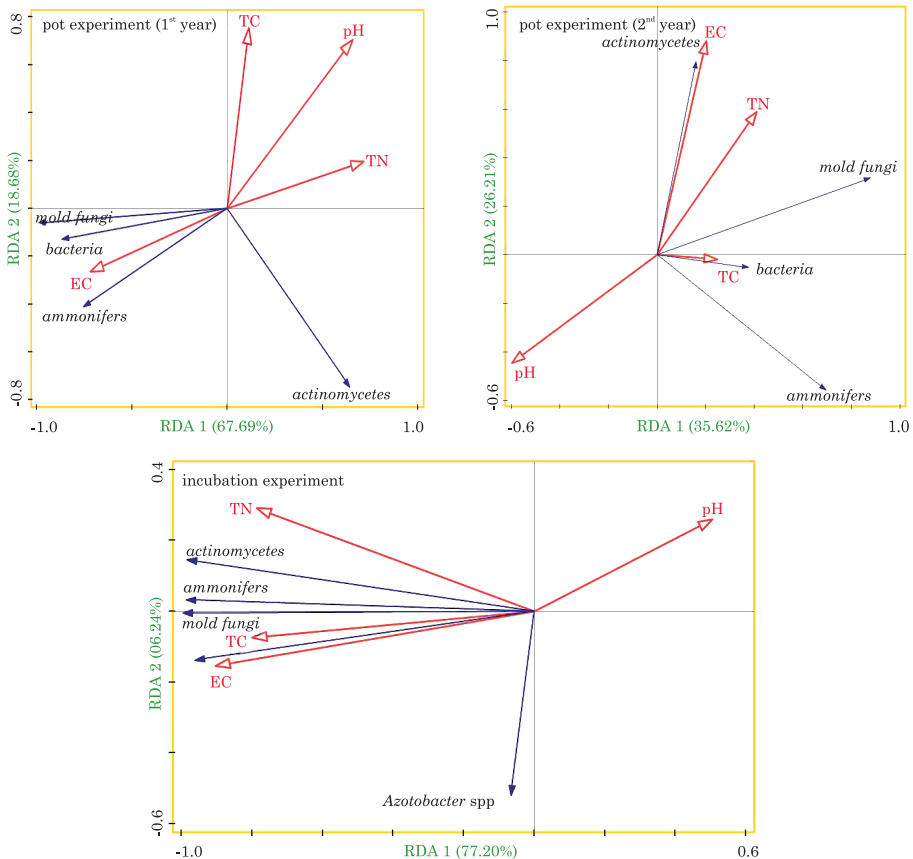 pot experiment (1st year)
0.8
TC
pH
TN
RDA 2 (18.68%)
mold fungi
bacteria
EC
ammonifers
actinomycetes
-0.8
-1.0
RDA 1 (67.69%)
1.0
pot experiment (2nd year)
1.0
actinomycetes
EC
TN
mold fungi
RDA 2 (26.21%)
TC
bacteria
pH
ammonifers
-0.6
-0.6
RDA 1 (35.62%)
1.0
incubation experiment
0.4
TN
pH
actinomycetes
ammonifers
mold fungi
TC
EC
RDA 2 (06.24%)
Azotobacter spp
-0.6
-1.0
RDA 1 (77.20%)
0.6